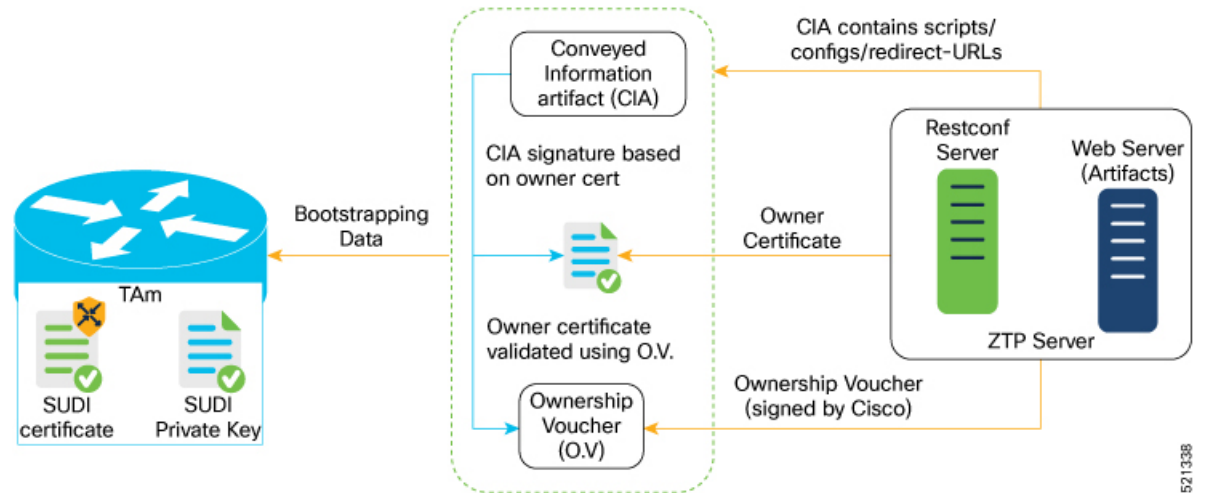 CIA contains scripts/
configs/redirect-URLs
Conveyed
Information
artifact (CIA)
Restconf
Server
Web Server
(Artifacts)
CIA signature based
on owner cert
Bootstrapping
Data
Owner
Certificate
TAm
Owner certificate
validated using O.V.
ZTP Server
SUDI
certificate
SUDI
Private Key
Ownership
Voucher
(O.V)
Ownership Voucher
(signed by Cisco)
521338